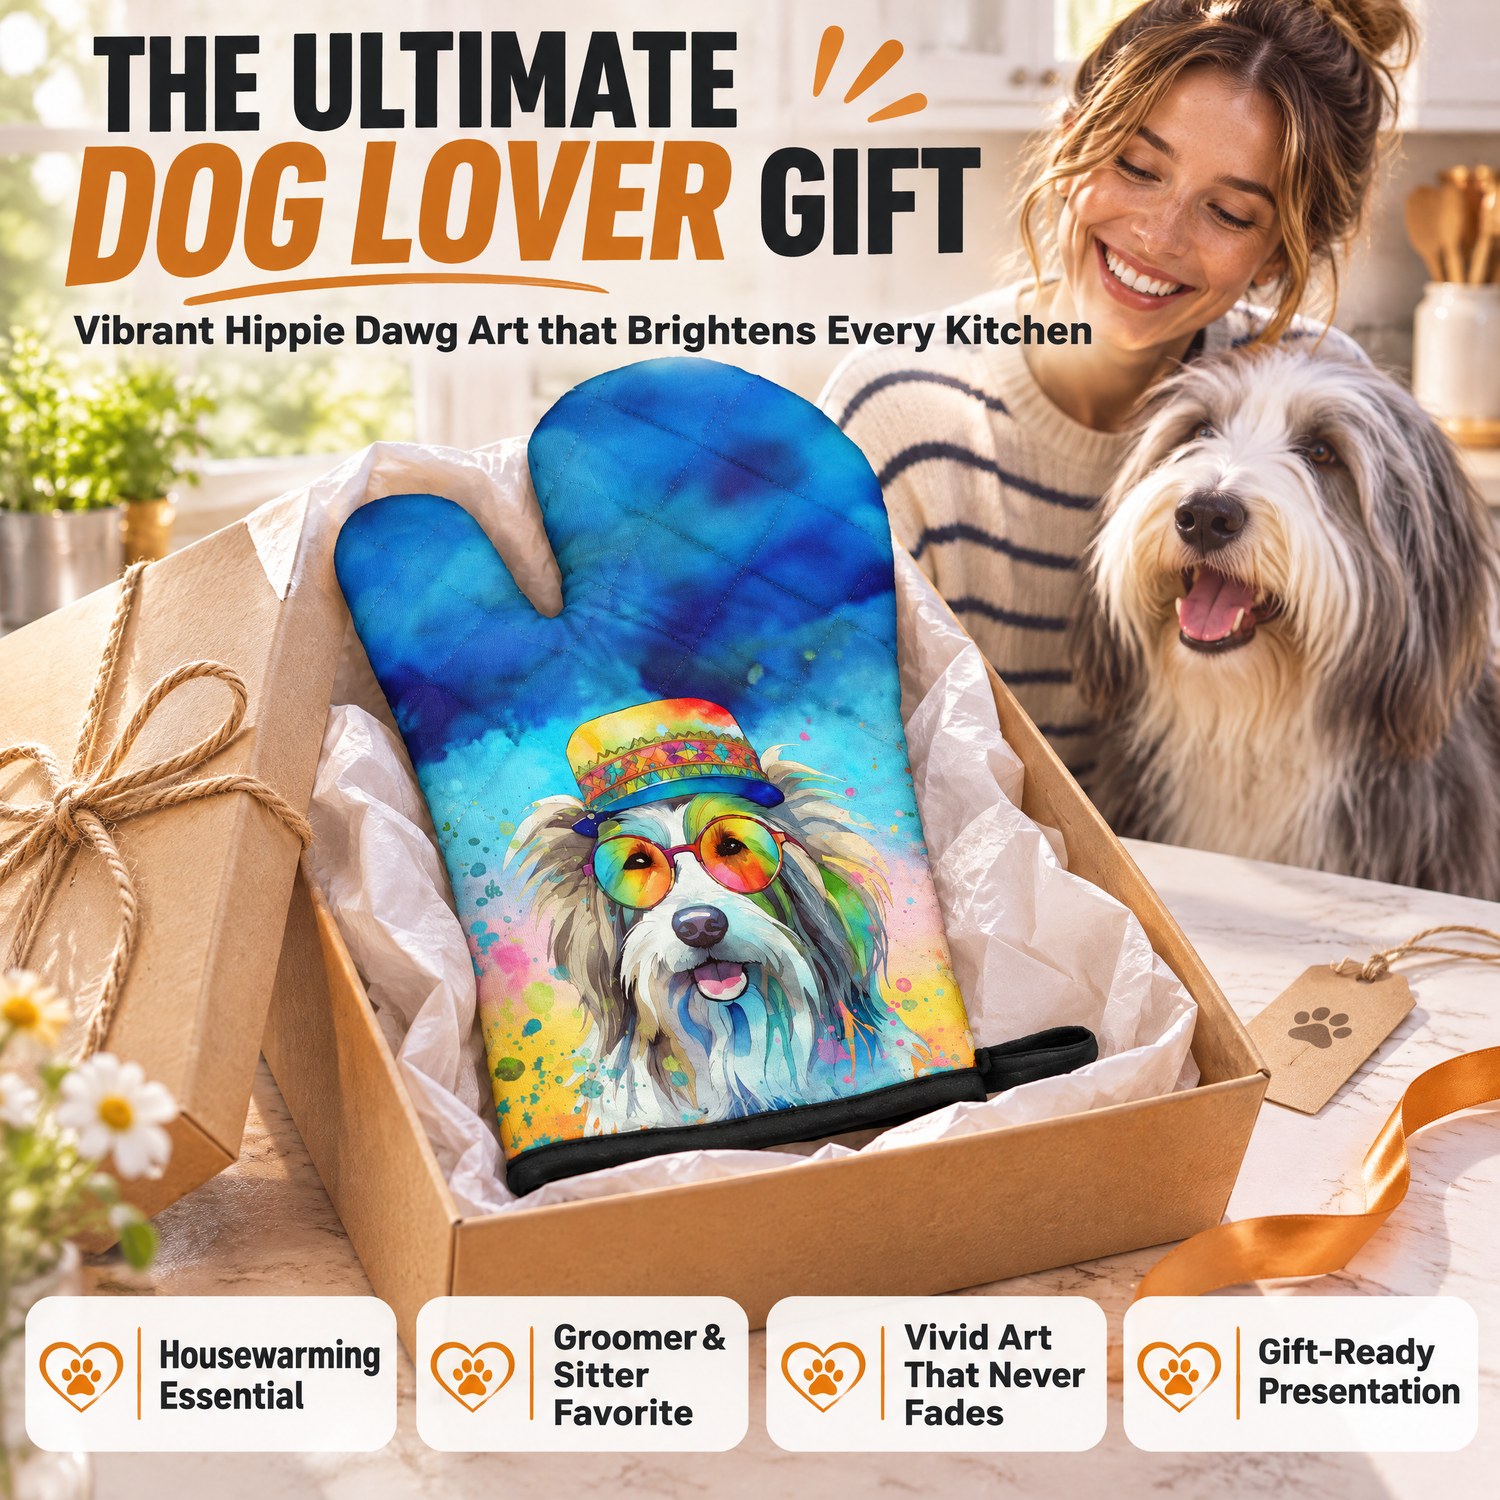 THE ULTIMATE
DOG LOVER GIFT
Vibrant Hippie Dawg Art that Brightens Every Kitchen
Housewarming
Essential
Groomer &
Sitter
Favorite
Vivid Art
That Never
Fades
Gift-Ready
Presentation